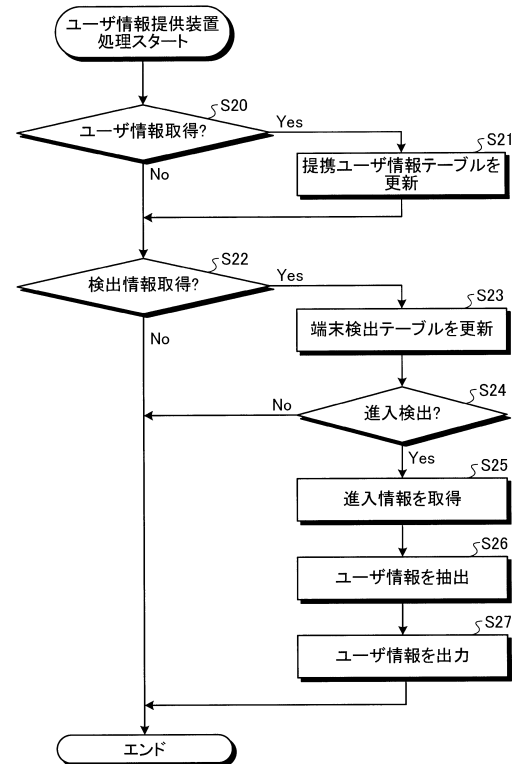 ユーザ情報提供装置
処理スタート
S20
ユーザ情報取得?
Yes
S21
No
提携ユーザ情報テーブルを
更新
S22
検出情報取得?
Yes
S23
No
端末検出テーブルを更新
S24
No
進入検出?
Yes
S25
進入情報を取得
S26
ユーザ情報を抽出
S27
ユーザ情報を出力
エンド